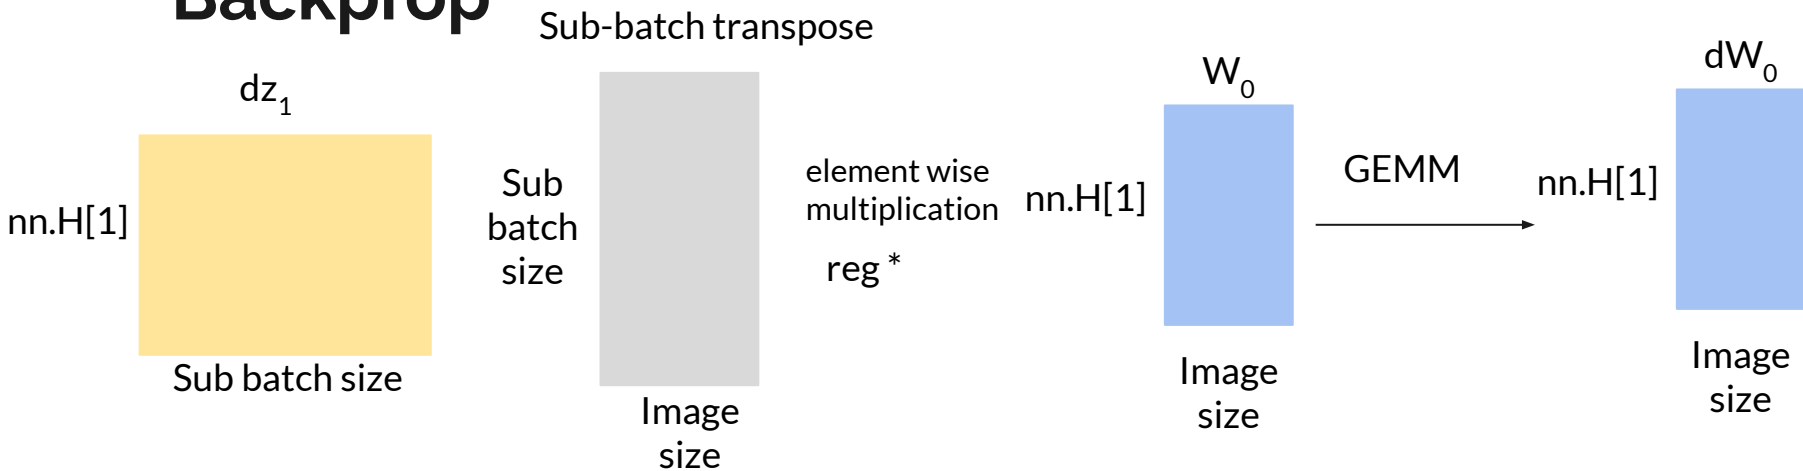 Backprop
Sub-batch transpose
dz1
nn.H[1]
Sub batch size
Sub
batch
size
Image
size
element wise
multiplication
reg *
W0
nn.H[1]
Image
size
GEMM
dW0
nn.H[1]
Image
size